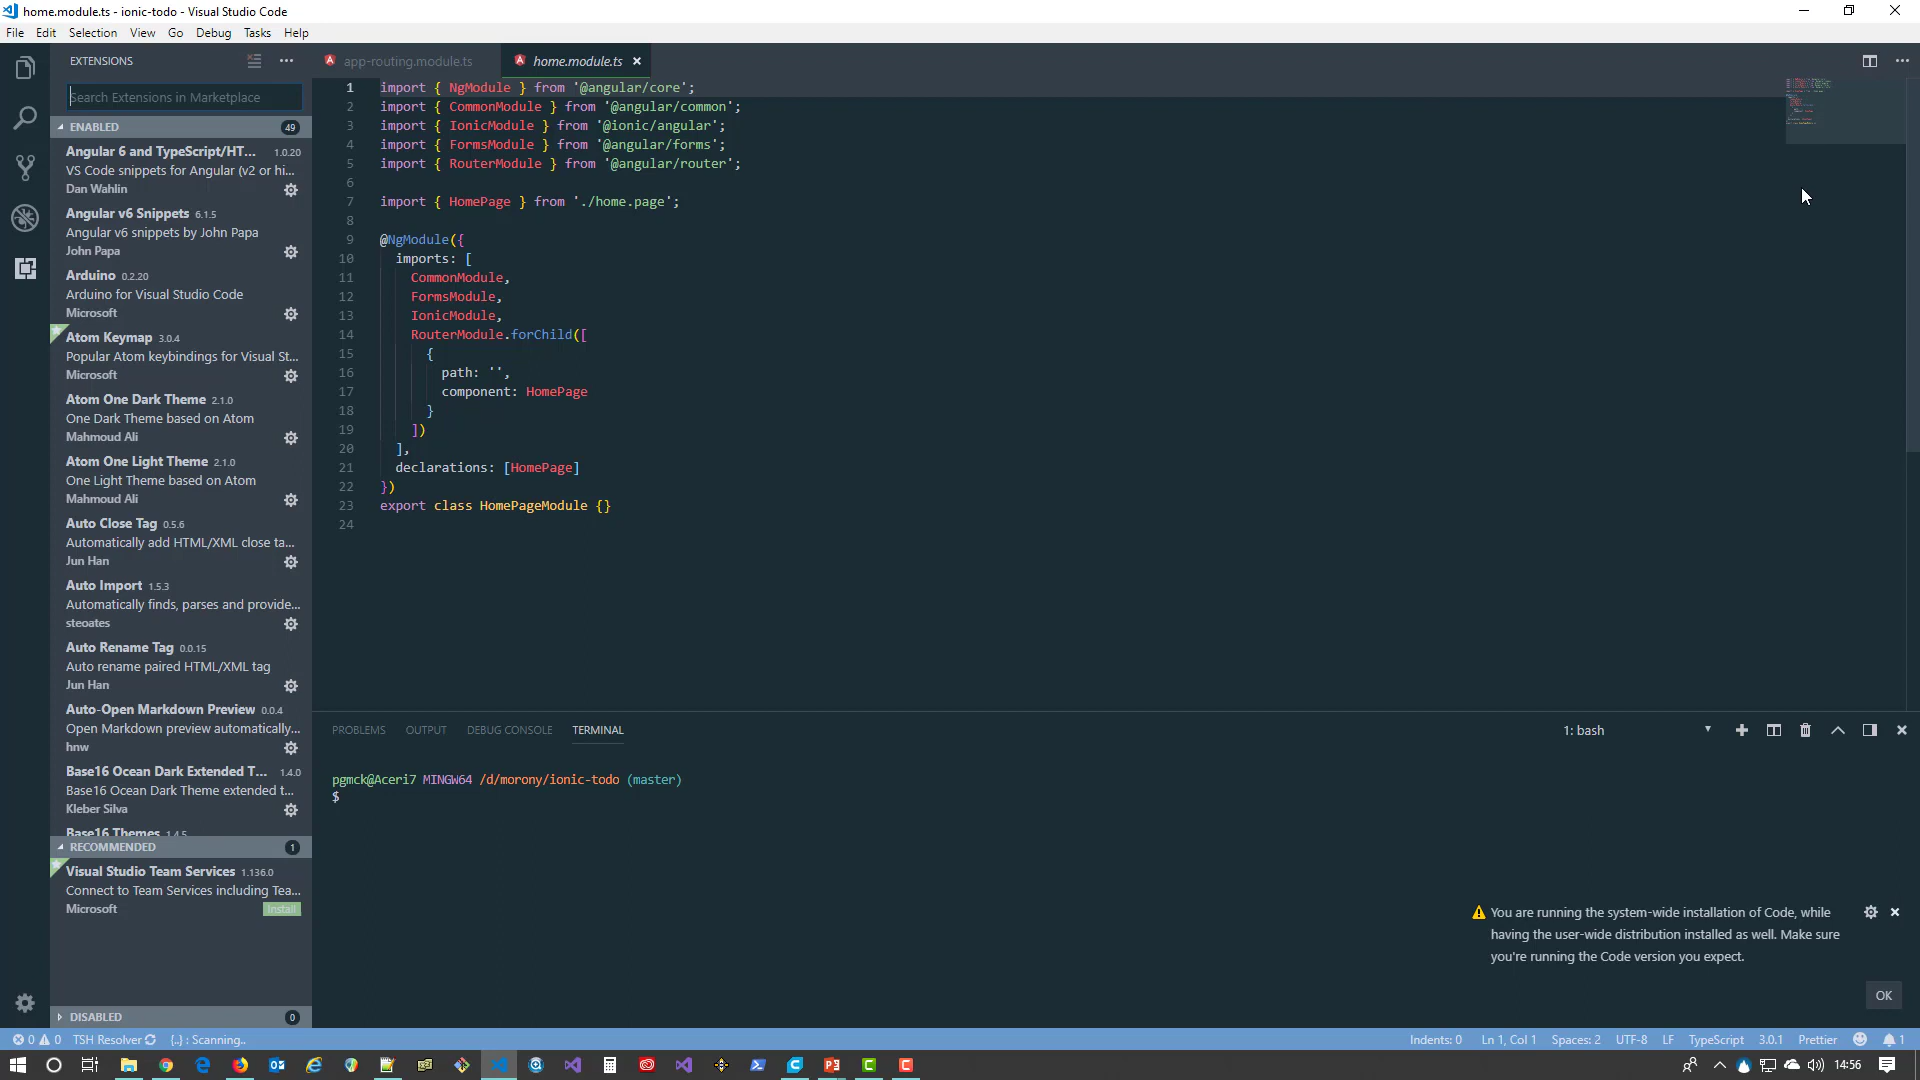 home.module.ts - ionic-todo - Visual Studio Code
File Edit Selection View Go Debug Tasks Help
EXTENSIONS
Search Extensions in Marketplace
ENABLED 49
Angular 6 and TypeScript/HT... 1.0.20
VS Code snippets for Angular (v2 or hi...
Dan Wahlin
Angular v6 Snippets 6.1.5
Angular v6 snippets by John Papa
John Papa
Arduino 0.2.20
Arduino for Visual Studio Code
Microsoft
Atom Keymap 3.0.4
Popular Atom keybindings for Visual St...
Microsoft
Atom One Dark Theme 2.1.0
One Dark Theme based on Atom
Mahmoud Ali
Atom One Light Theme 2.1.0
One Light Theme based on Atom
Mahmoud Ali
Auto Close Tag 0.5.6
Automatically add HTML/XML close ta...
Jun Han
Auto Import 1.5.3
Automatically finds, parses and provide...
steoates
Auto Rename Tag 0.0.15
Auto rename paired HTML/XML tag
Jun Han
Auto-Open Markdown Preview 0.0.4
Open Markdown preview automatically...
hnw
Base16 Ocean Dark Extended T... 1.4.0
Base16 Ocean Dark Theme extended t...
Kleber Silva
Base16 Themes 1.4.5
RECOMMENDED 1
Visual Studio Team Services 1.136.0
Connect to Team Services including Tea...
Microsoft Install
DISABLED 0
app-routing.module.ts home.module.ts
1 import { NgModule } from '@angular/core';
2 import { CommonModule } from '@angular/common';
3 import { IonicModule } from '@ionic/angular';
4 import { FormsModule } from '@angular/forms';
5 import { RouterModule } from '@angular/router';
6
7 import { HomePage } from './home.page';
8
9 @NgModule({
10 imports: [
11 CommonModule,
12 FormsModule,
13 IonicModule,
14 RouterModule.forChild([
15 {
16 path: '',
17 component: HomePage
18 }
19 ])
20 ],
21 declarations: [HomePage]
22 })
23 export class HomePageModule {}
24
PROBLEMS OUTPUT DEBUG CONSOLE TERMINAL 1: bash
pgmck@Aceri7 MINGW64 /d/morony/ionic-todo (master)
$
You are running the system-wide installation of Code, while
having the user-wide distribution installed as well. Make sure
you're running the Code version you expect.
OK
0 0 TSH Resolver {..} : Scanning.. Indents: 0 Ln 1, Col 1 Spaces: 2 UTF-8 LF TypeScript 3.0.1 Prettier 1
14:56